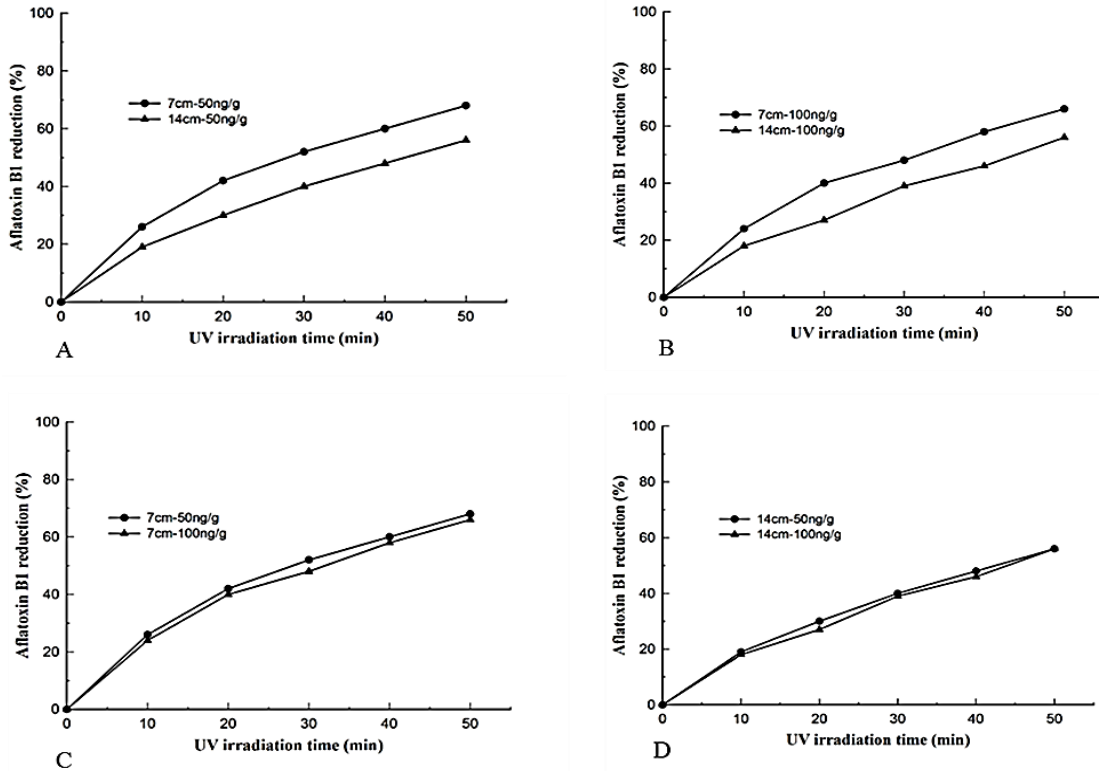 100
80
60
40
20
0
Aflatoxin B1 reduction (%)
7cm-50ng/g
14cm-50ng/g
0 10 20 30 40 50
UV irradiation time (min)
A
100
80
60
40
20
0
Aflatoxin B1 reduction (%)
7cm-100ng/g
14cm-100ng/g
0 10 20 30 40 50
UV irradiation time (min)
B
100
80
60
40
20
0
Aflatoxin B1 reduction (%)
7cm-50ng/g
7cm-100ng/g
0 10 20 30 40 50
UV irradiation time (min)
C
100
80
60
40
20
0
Aflatoxin B1 reduction (%)
14cm-50ng/g
14cm-100ng/g
0 10 20 30 40 50
UV irradiation time (min)
D